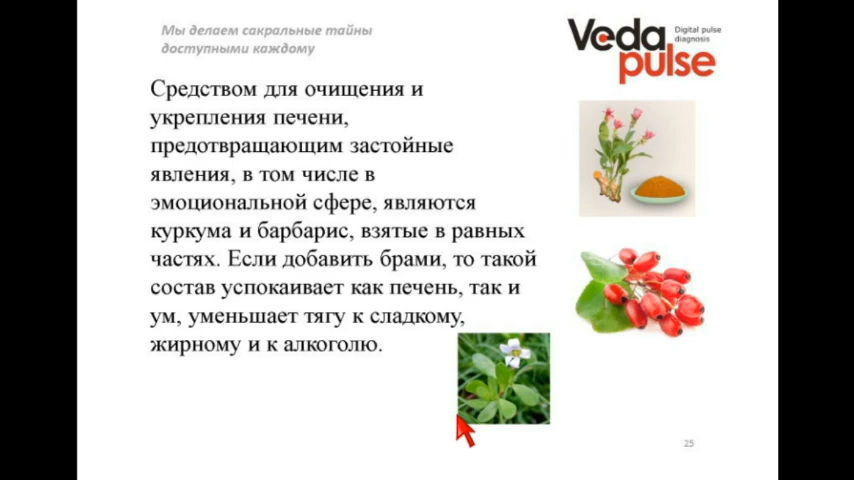 Мы делаем сакральные тайны
доступными каждому
Veda
pulse
Digital pulse
diagnosis
Средством для очищения и
укрепления печени,
предотвращающим застойные
явления, в том числе в
эмоциональной сфере, являются
куркума и барбарис, взятые в равных
частях. Если добавить брами, то такой
состав успокаивает как печень, так и
ум, уменьшает тягу к сладкому,
жирному и к алкоголю.
25